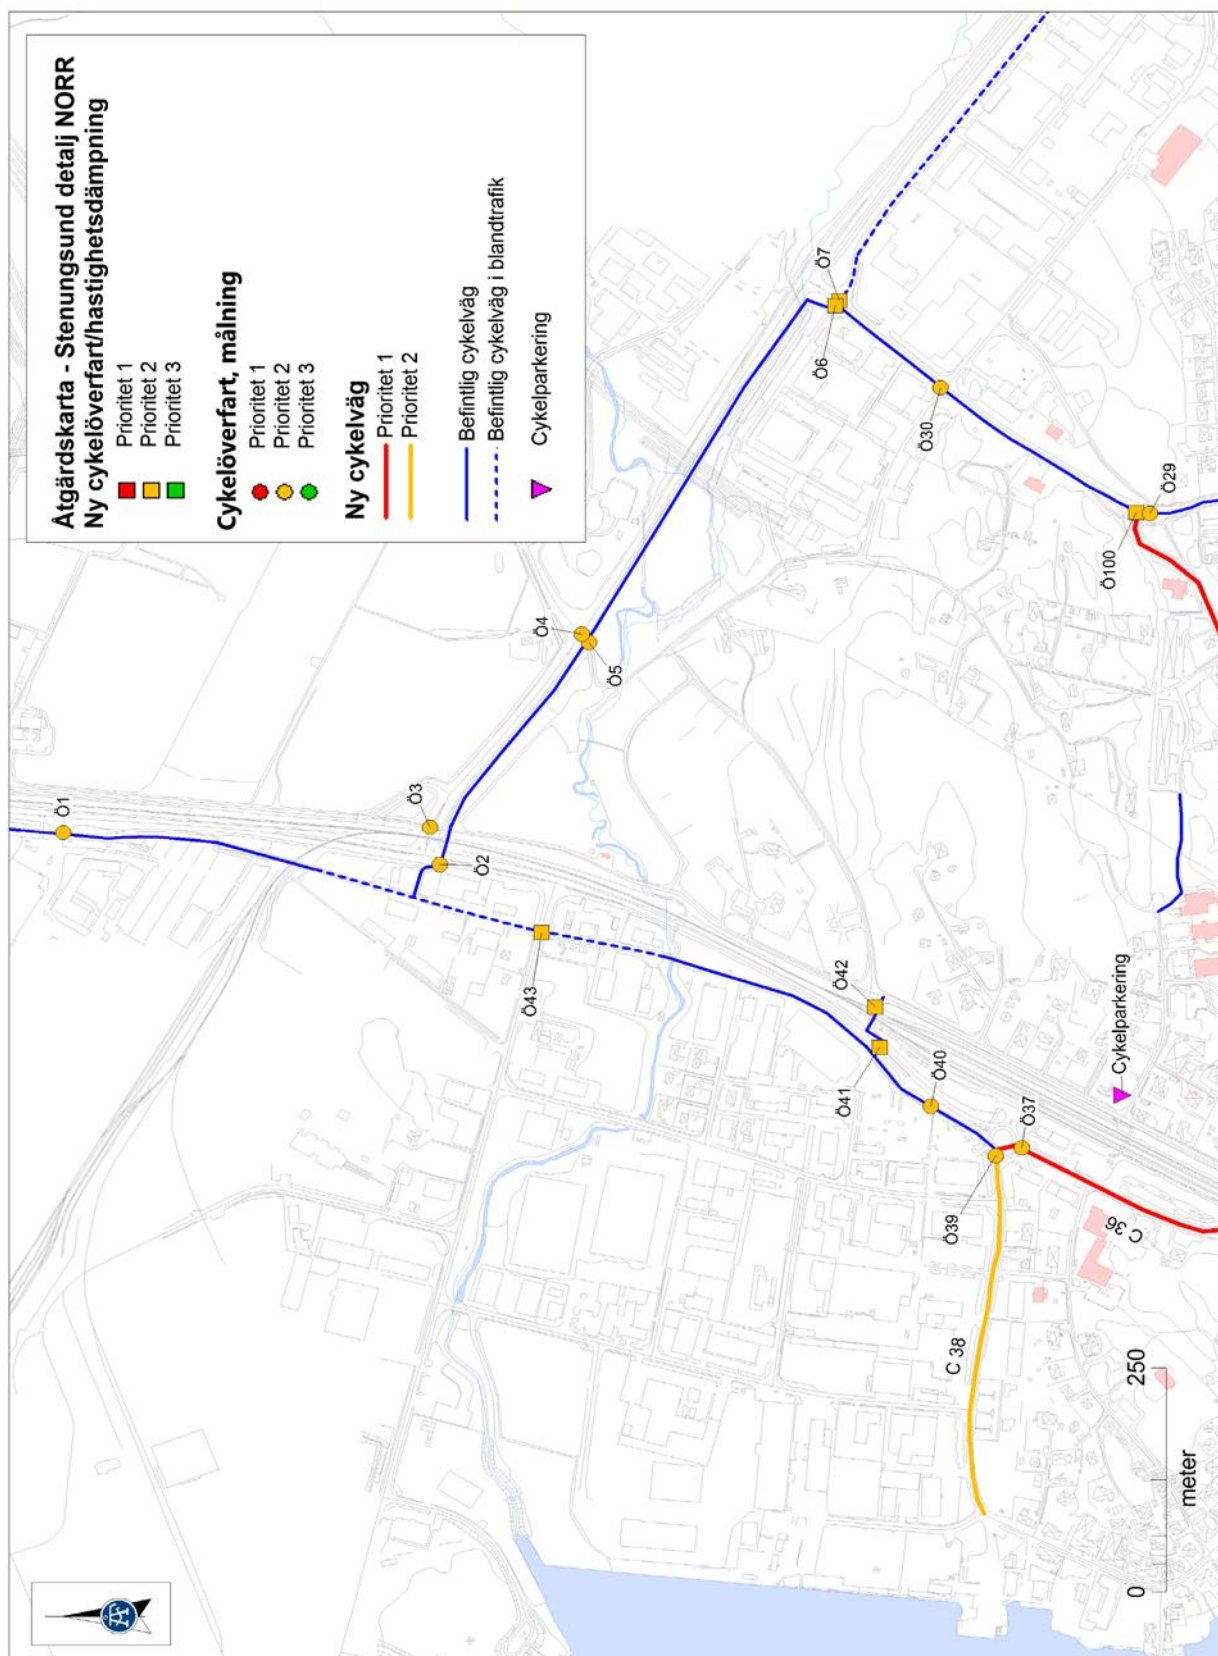 Åtgärdskarta - Stenungsund detalj NORR
Ny cykelöverfart/hastighetsdämpning
Prioritet 1
Prioritet 2
Prioritet 3
Cykelöverfart, målning
Prioritet 1
Prioritet 2
Prioritet 3
Ny cykelväg
Prioritet 1
Prioritet 2
Befintlig cykelväg
Befintlig cykelväg i blandtrafik
Cykelparkering
Ö1
Ö3
Ö2
Ö43
Ö4
Ö5
Ö7
Ö6
Ö30
Ö29
Ö100
Ö42
Ö41
Ö40
Ö37
Ö39
Cykelparkering
C 36
C 38
0
250
meter